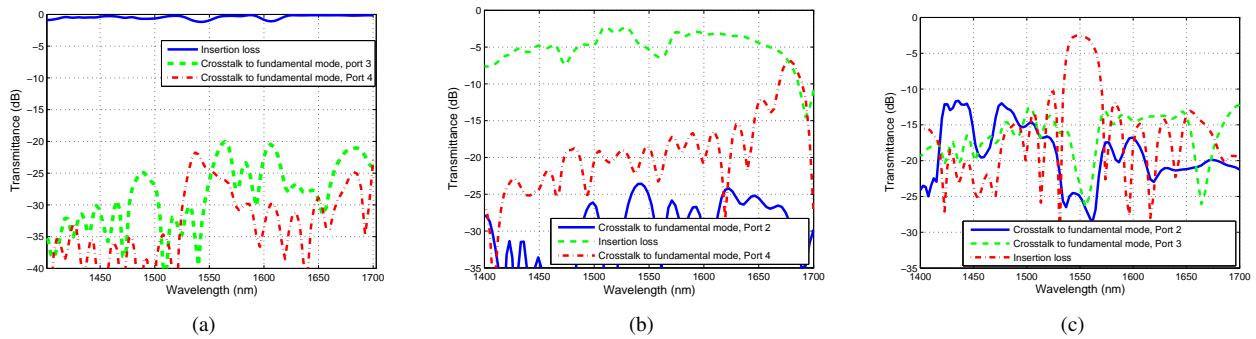 0
−5
−10
−15
−20
−25
−30
−35
−40
1450
1500
1550
1600
1650
1700
Transmittance (dB)
Wavelength (nm)
Insertion loss
Crosstalk to fundamental mode, port 3
Crosstalk to fundamental mode, Port 4
(a)
0
−5
−10
−15
−20
−25
−30
−35
1400
1450
1500
1550
1600
1650
1700
Transmittance (dB)
Wavelength (nm)
Crosstalk to fundamental mode, Port 2
Insertion loss
Crosstalk to fundamental mode, Port 4
(b)
0
−5
−10
−15
−20
−25
−30
−35
1400
1450
1500
1550
1600
1650
1700
Transmittance (dB)
Wavelength (nm)
Crosstalk to fundamental mode, Port 2
Crosstalk to fundamental mode, Port 3
Insertion loss
(c)